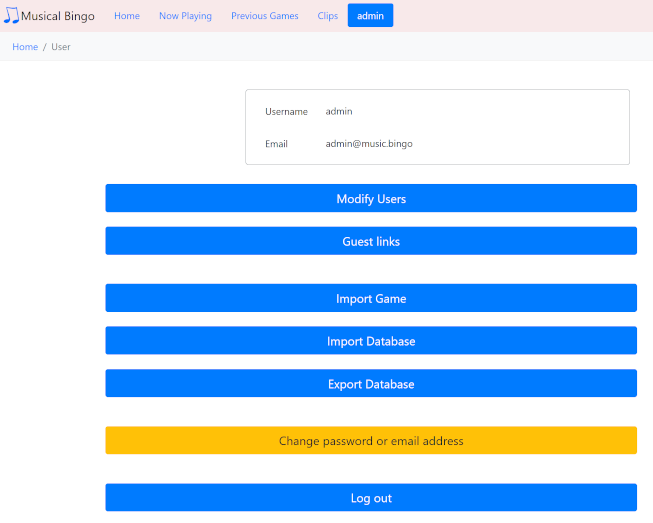 Musical Bingo Home Now Playing Previous Games Clips admin
Home / User
Username admin
Email admin@music.bingo
Modify Users
Guest links
Import Game
Import Database
Export Database
Change password or email address
Log out